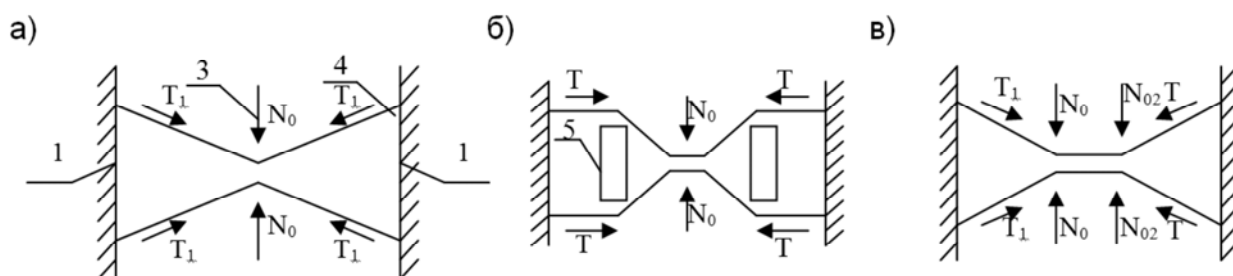 а)
б)
в)
3
4
T₁
T₁
N₀
1
1
N₀
T₁
T₁
T
T
N₀
5
N₀
T
T
T₁
N₀
N₀₂
T
T₁
N₀
N₀₂
T